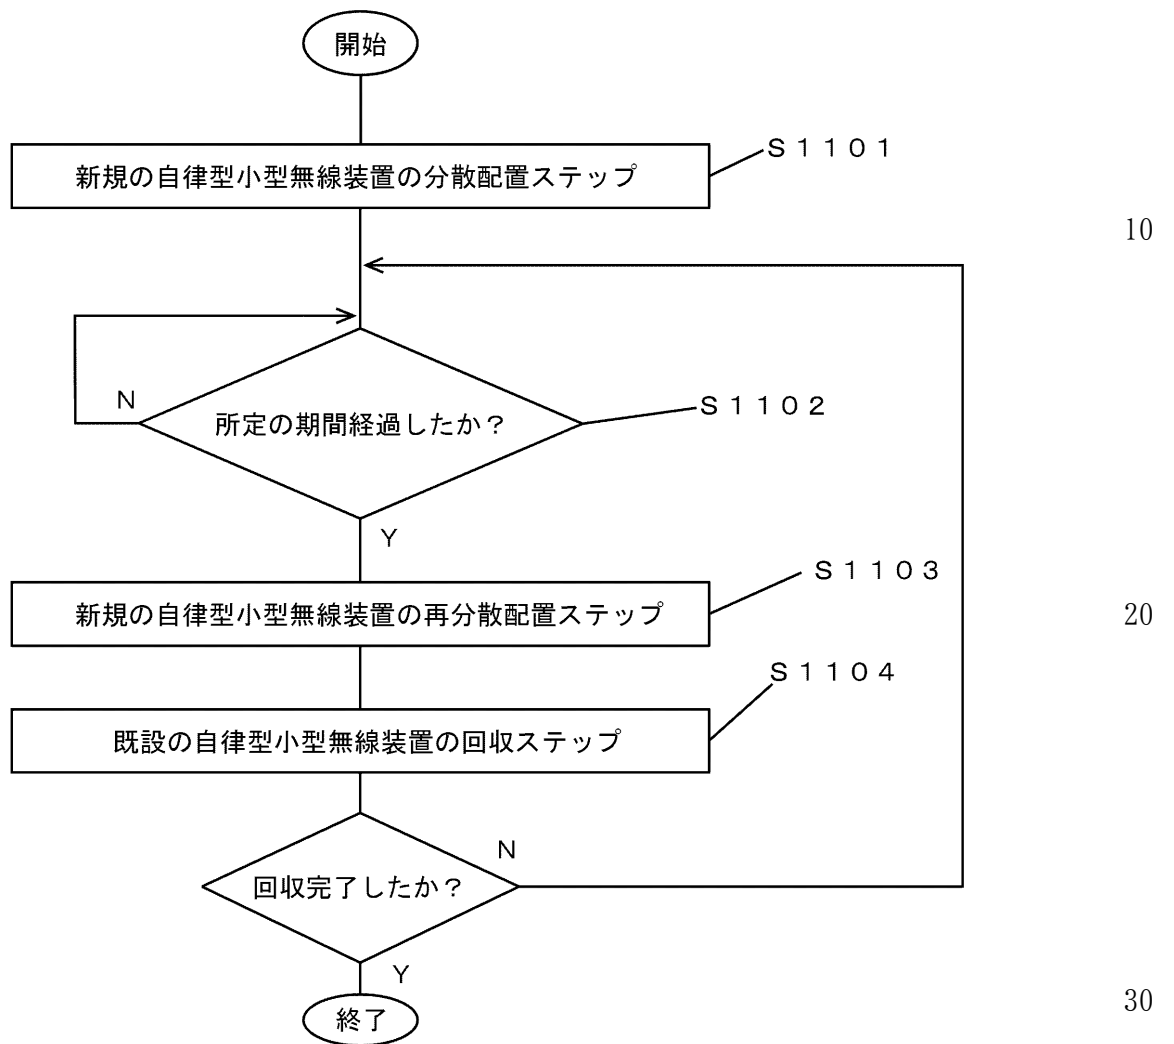 開始
新規の自律型小型無線装置の分散配置ステップ
Ｓ１１０１
10
N
所定の期間経過したか？
Ｓ１１０２
Y
Ｓ１１０３
新規の自律型小型無線装置の再分散配置ステップ
20
Ｓ１１０４
既設の自律型小型無線装置の回収ステップ
N
回収完了したか？
Y
終了
30